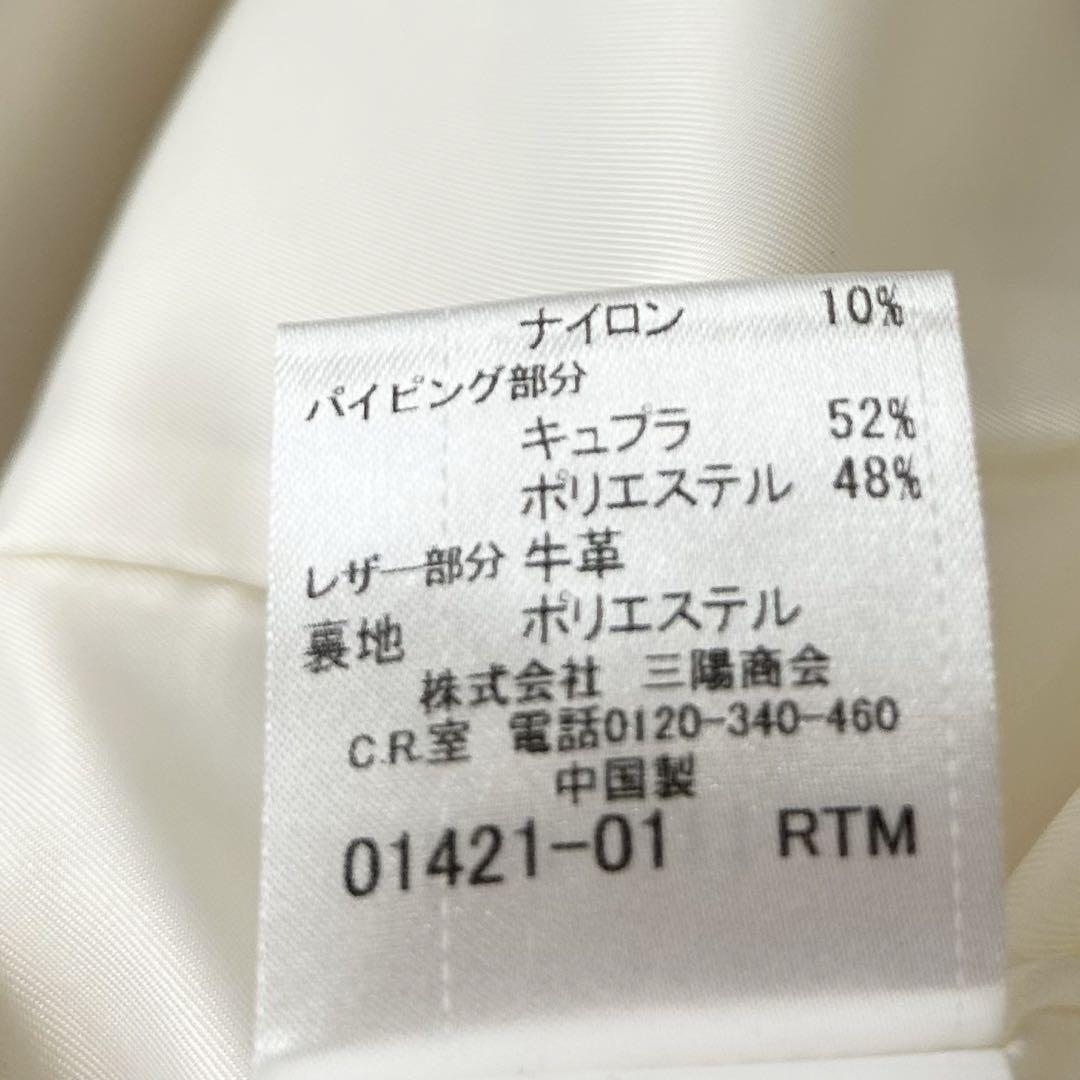 ナイロン 10%
パイピング部分
キュプラ 52%
ポリエステル 48%
レザー部分 牛革
裏地 ポリエステル
株式会社 三陽商会
C.R.室 電話0120-340-460
中国製
01421-01 RTM